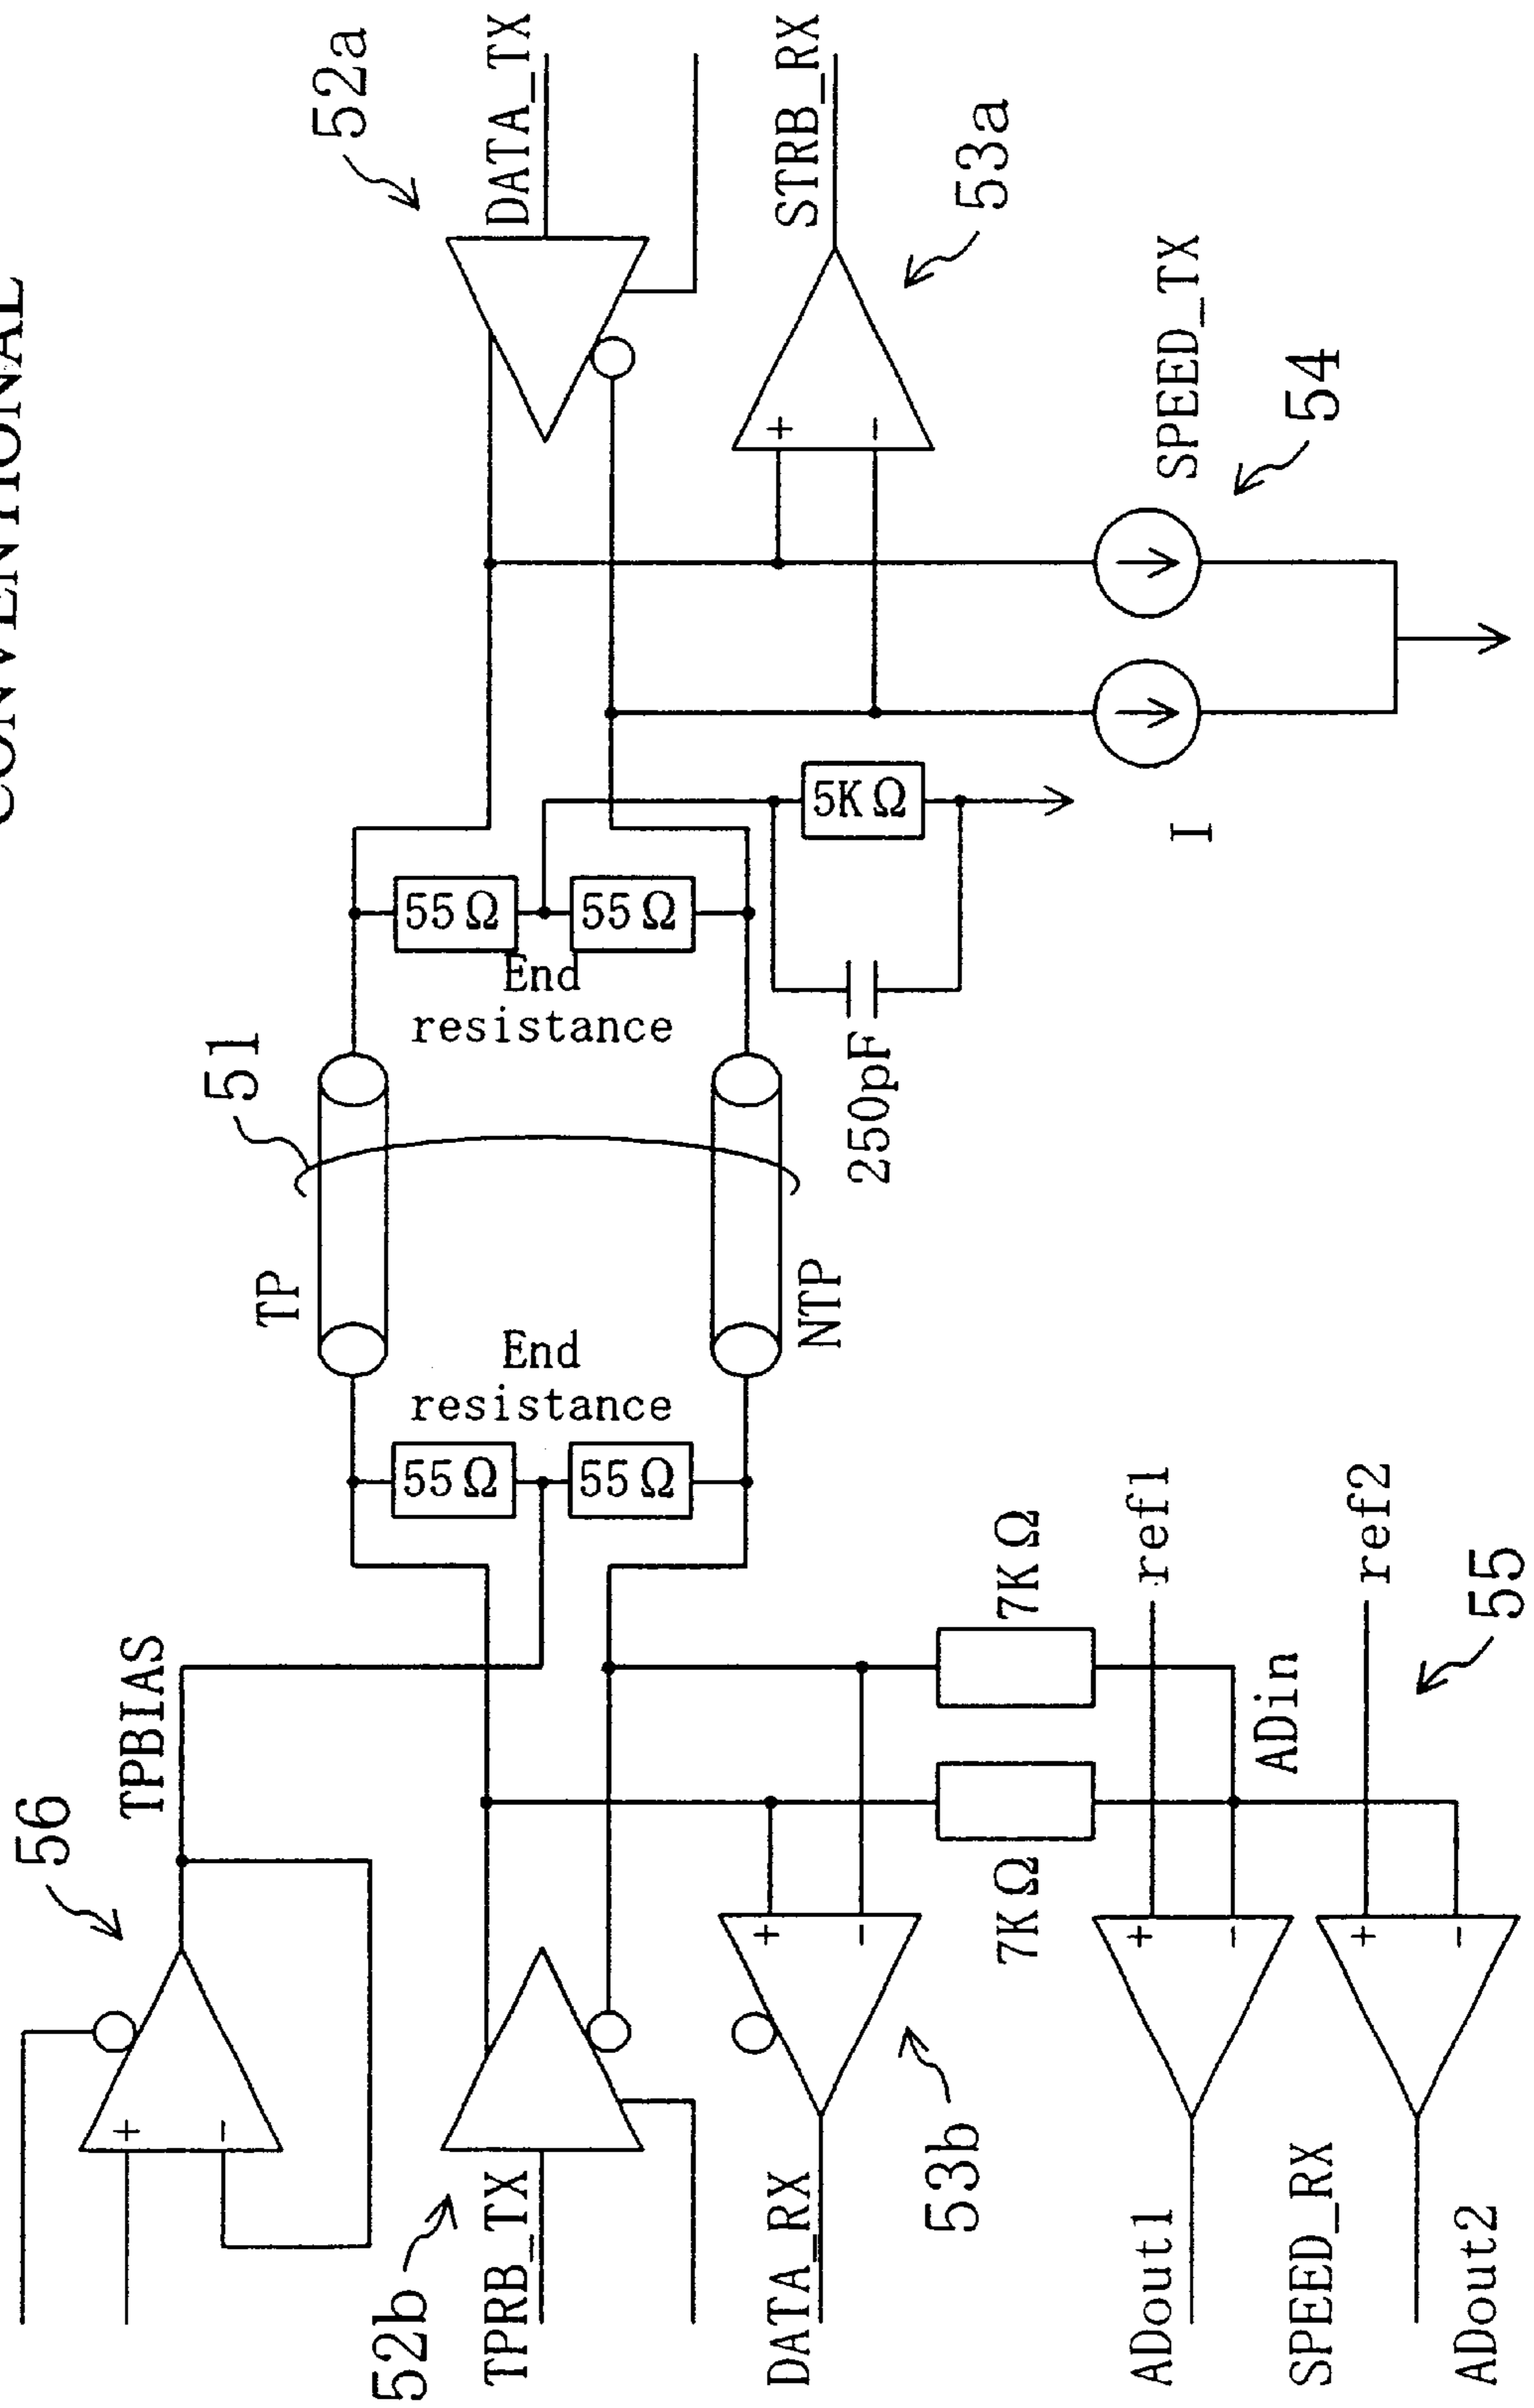 CONVENTIONAL
56
TPBIAS
TP
51
52a
52b
TPRB_TX
DATA_TX
End
resistance
End
resistance
55Ω
55Ω
55Ω
55Ω
DATA_RX
+
-
+
-
53b
NTP
250pF
5KΩ
+
-
STRB_RX
53a
7KΩ
7KΩ
ADout1
+
-
ref1
I
SPEED_TX
54
SPEED_RX
ADin
ADout2
+
-
ref2
55